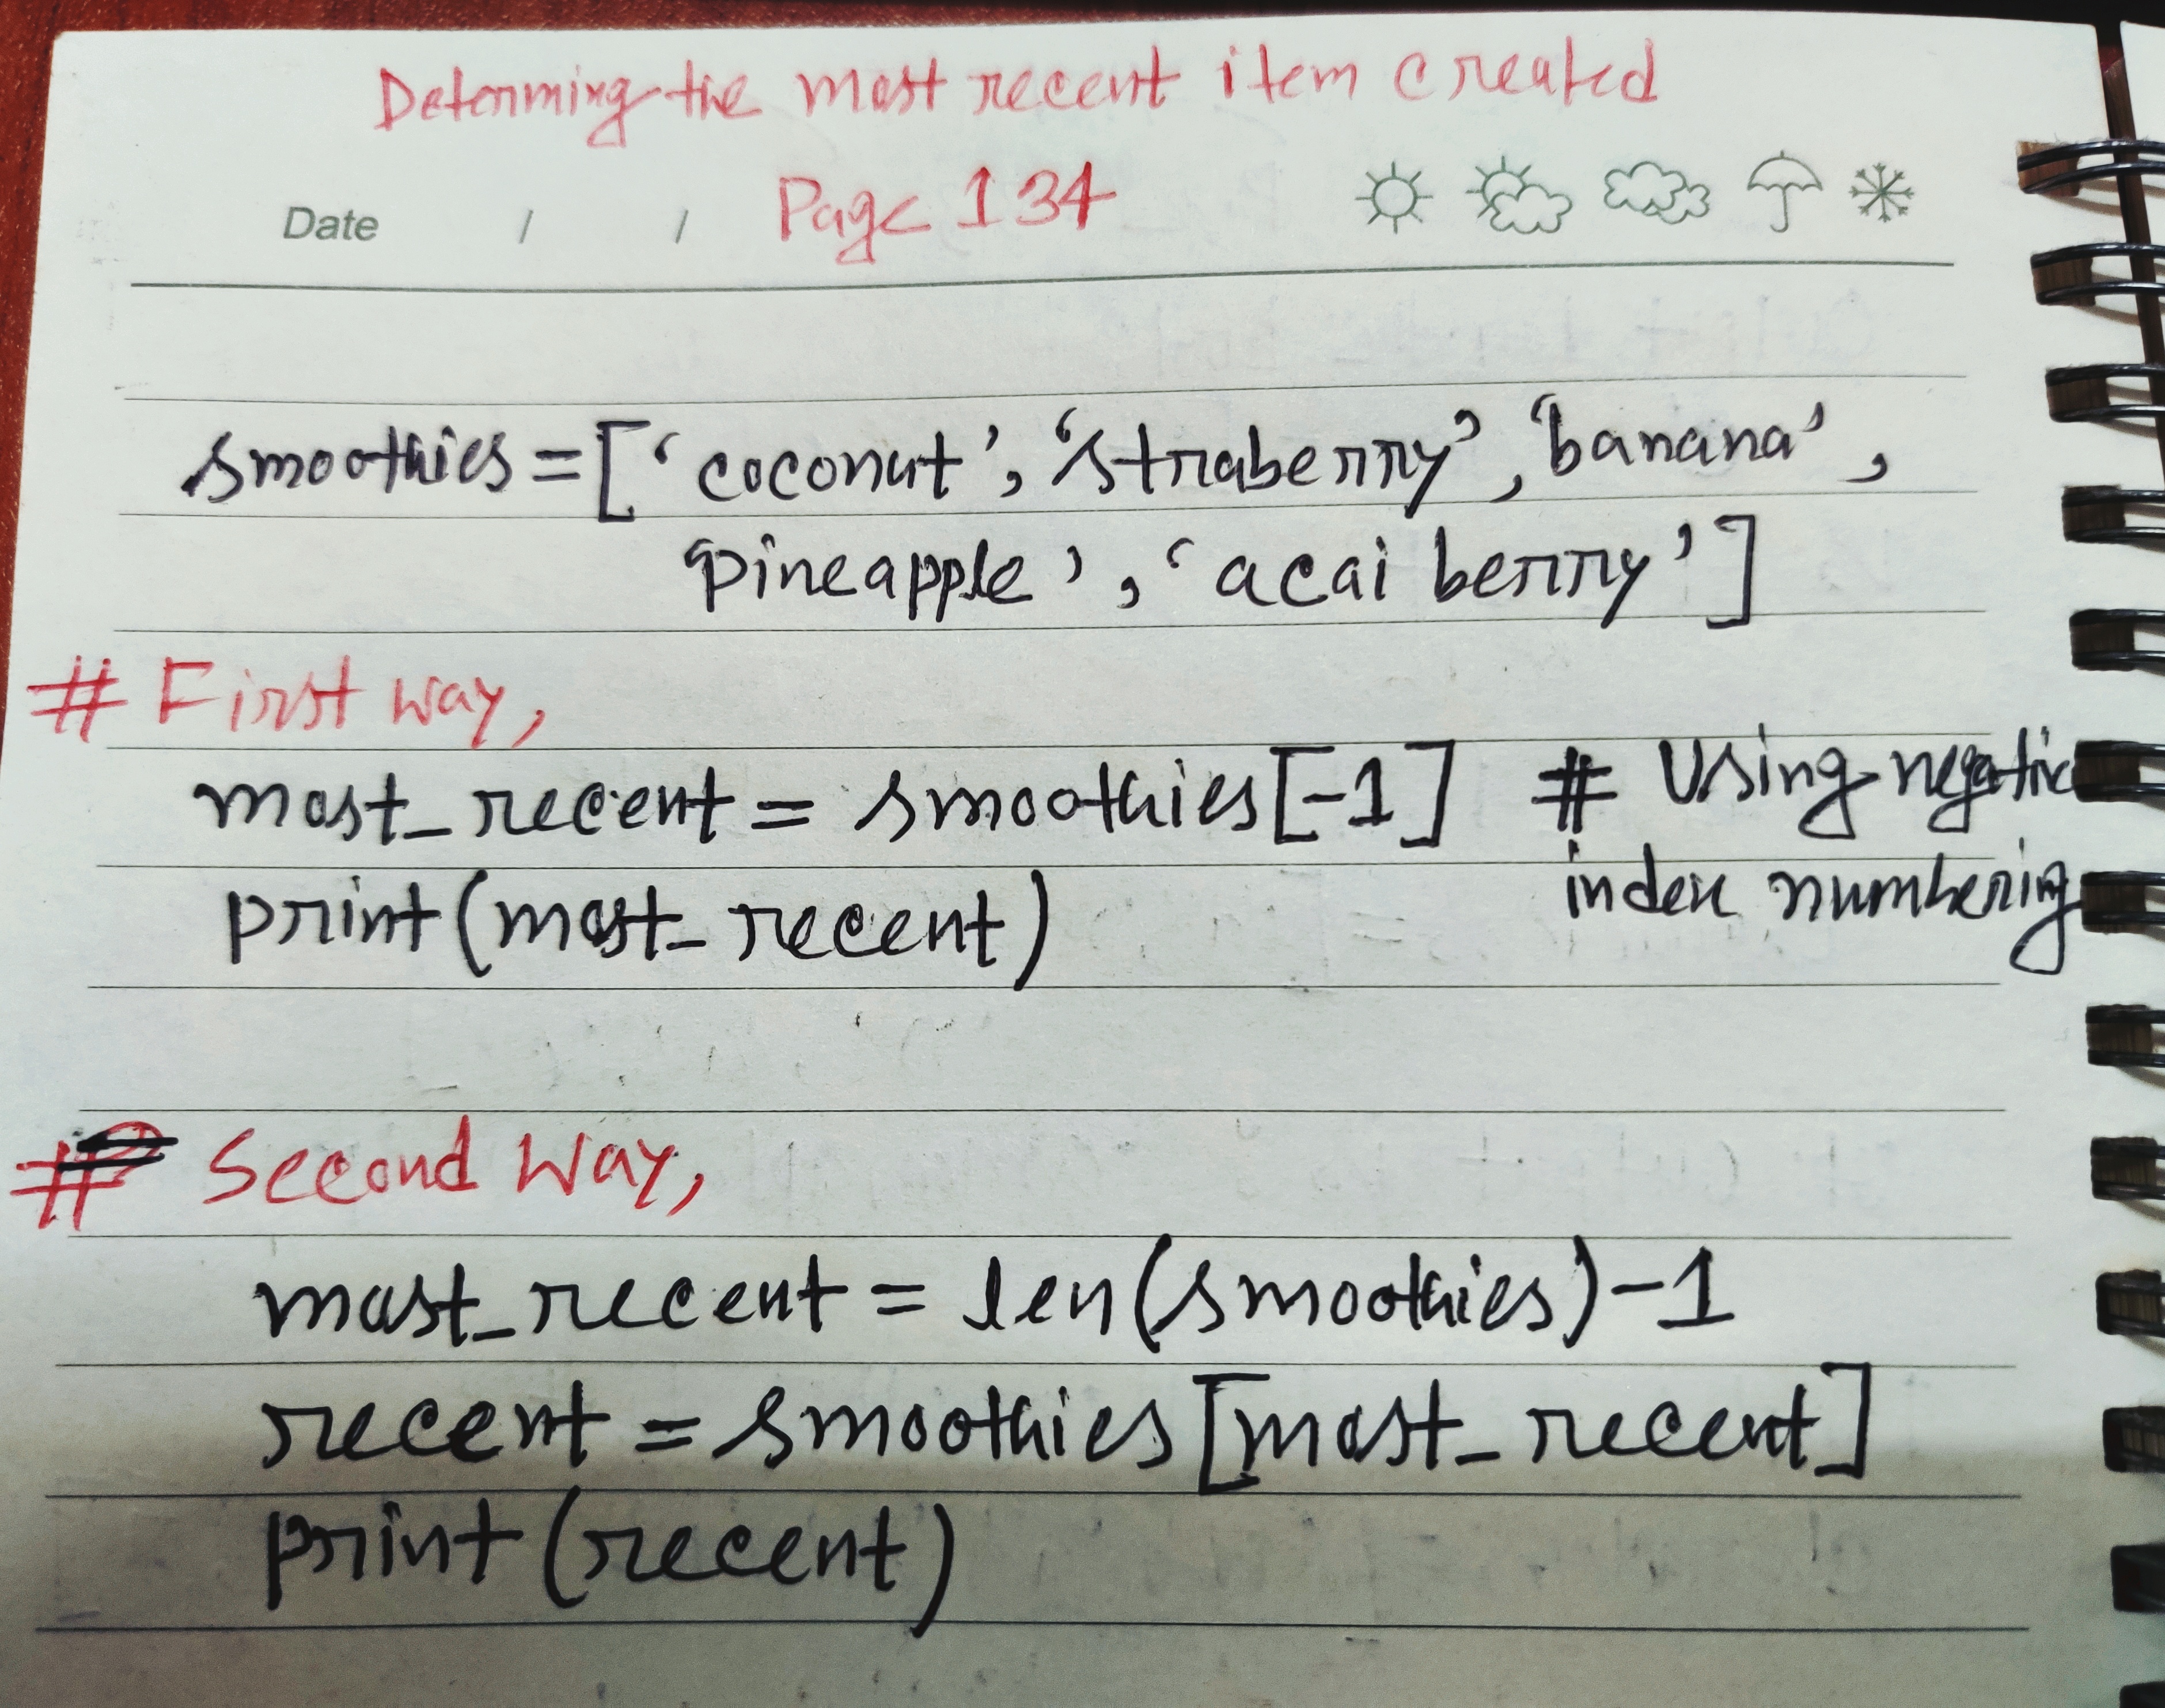 Determing the most recent item created
Date / / Page 134
smoothies = ['coconut', 'straberry', 'banana',
'pineapple', 'acai berry']
# First way,
most_recent = smoothies[-1] # Using negative
index numbering
print(most_recent)
# Second Way,
most_recent = len(smoothies)-1
recent = smoothies[most_recent]
print(recent)